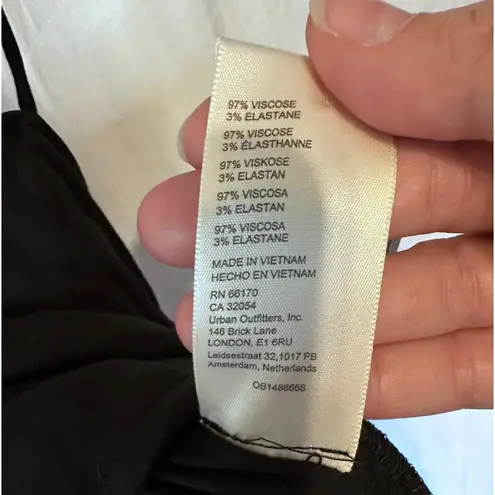 97% VISCOSE
3% ELASTANE
97% VISCOSE
3% ÉLASTHANNE
97% VISKOSE
3% ELASTAN
97% VISCOSA
3% ELASTAN
97% VISCOSA
3% ELASTANE
MADE IN VIETNAM
HECHO EN VIETNAM
RN 66170
CA 32054
Urban Outfitters, Inc.
146 Brick Lane
LONDON, E1 6RU
Leidsestraat 32,1017 PB
Amsterdam, Netherlands
OB1486668